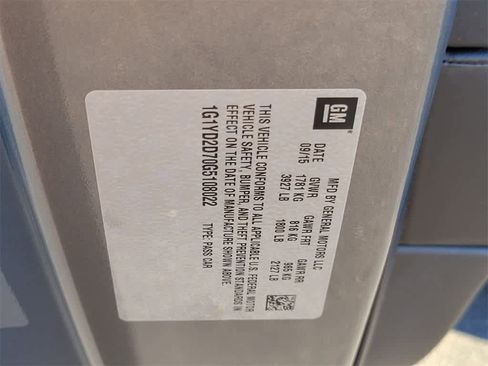 GM
MFD BY GENERAL MOTORS LLC
DATE GVWR GAWR FRT GAWR RR
09/15 1781 KG 816 KG 965 KG
3927 LB 1800 LB 2127 LB
THIS VEHICLE CONFORMS TO ALL APPLICABLE U.S. FEDERAL MOTOR
VEHICLE SAFETY, BUMPER, AND THEFT PREVENTION STANDARDS IN
EFFECT ON THE DATE OF MANUFACTURE SHOWN ABOVE.
1G1YD2D70G5108022 TYPE: PASS CAR